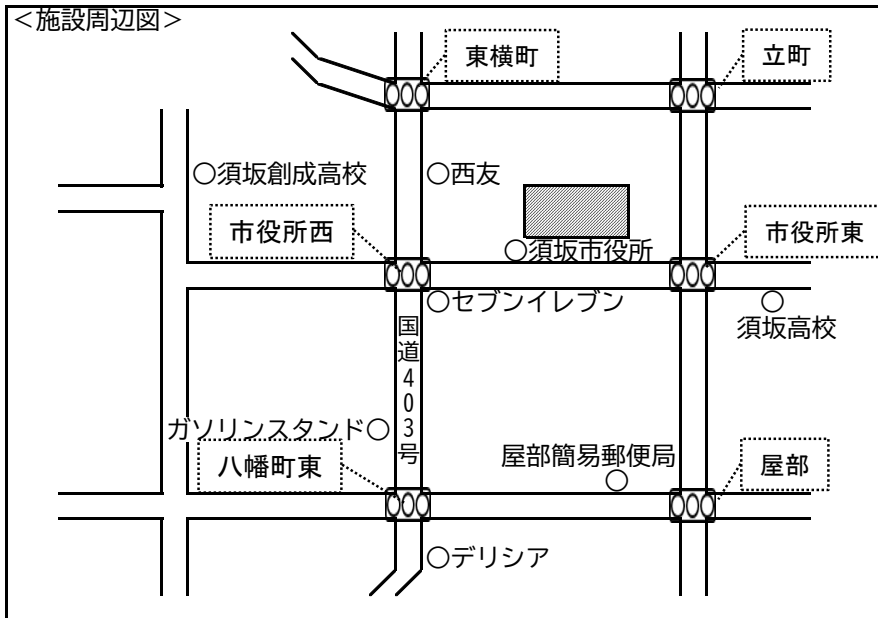 ＜施設周辺図＞
東横町
立町
○須坂創成高校
○西友
市役所西
○須坂市役所
市役所東
○セブンイレブン
須坂高校
国道403号
ガソリンスタンド○
八幡町東
屋部簡易郵便局
屋部
○デリシア